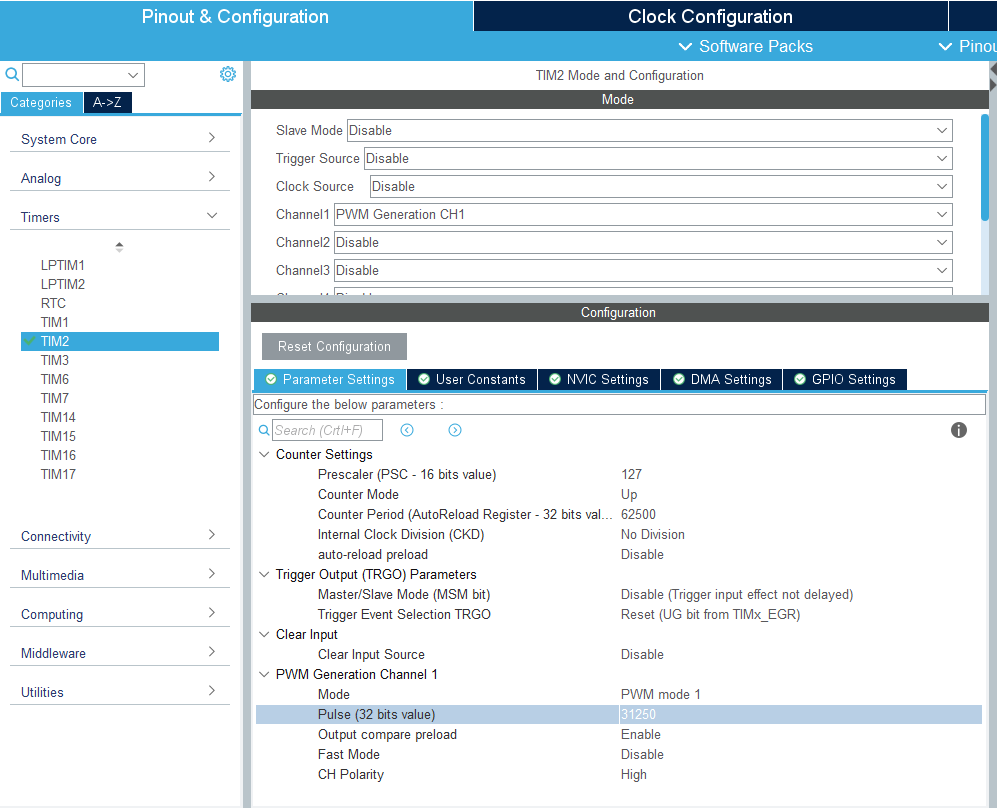 Pinout & Configuration
Clock Configuration
Software Packs
Pinou
Categories
A->Z
System Core
Analog
Timers
LPTIM1
LPTIM2
RTC
TIM1
TIM2
TIM3
TIM6
TIM7
TIM14
TIM15
TIM16
TIM17
Connectivity
Multimedia
Computing
Middleware
Utilities
TIM2 Mode and Configuration
Mode
Slave Mode Disable
Trigger Source Disable
Clock Source Disable
Channel1 PWM Generation CH1
Channel2 Disable
Channel3 Disable
Configuration
Reset Configuration
Parameter Settings
User Constants
NVIC Settings
DMA Settings
GPIO Settings
Configure the below parameters :
Search (Crtl+F)
Counter Settings
Prescaler (PSC - 16 bits value) 127
Counter Mode Up
Counter Period (AutoReload Register - 32 bits val... 62500
Internal Clock Division (CKD) No Division
auto-reload preload Disable
Trigger Output (TRGO) Parameters
Master/Slave Mode (MSM bit) Disable (Trigger input effect not delayed)
Trigger Event Selection TRGO Reset (UG bit from TIMx_EGR)
Clear Input
Clear Input Source Disable
PWM Generation Channel 1
Mode PWM mode 1
Pulse (32 bits value) 31250
Output compare preload Enable
Fast Mode Disable
CH Polarity High